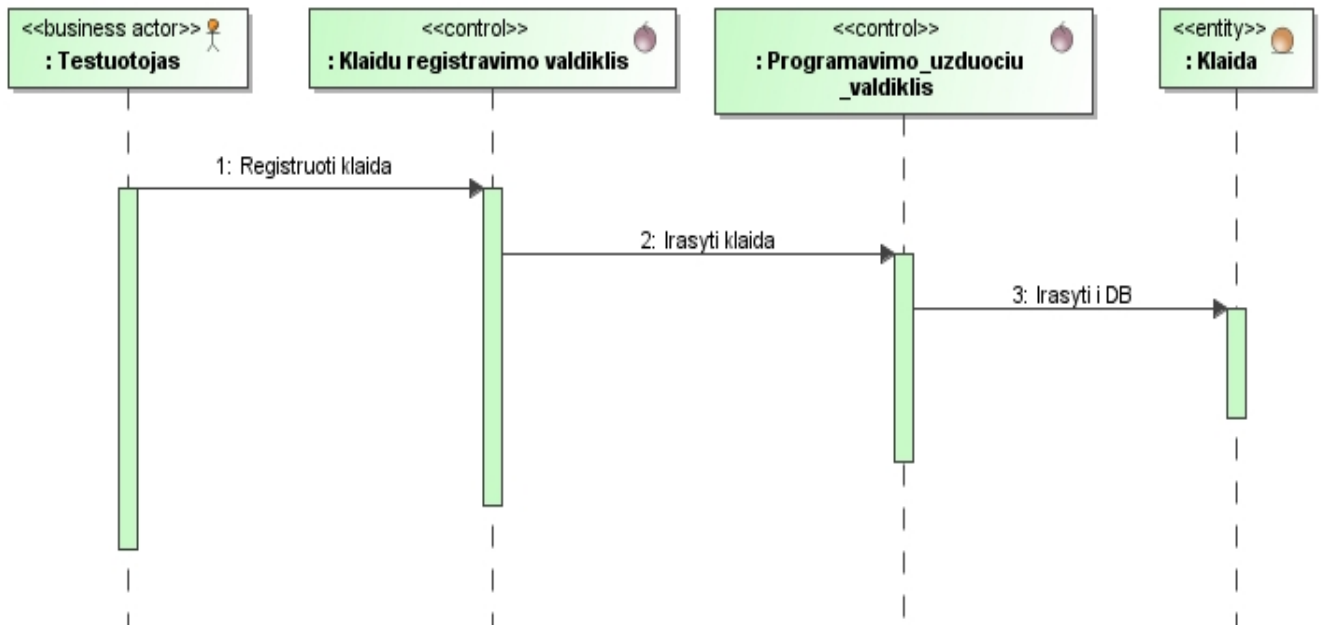 <<business actor>>
: Testuotojas
<<control>>
: Klaidu registravimo valdiklis
<<control>>
: Programavimo_uzduociu
_valdiklis
<<entity>>
: Klaida
1: Registruoti klaida
2: Irasyti klaida
3: Irasyti i DB